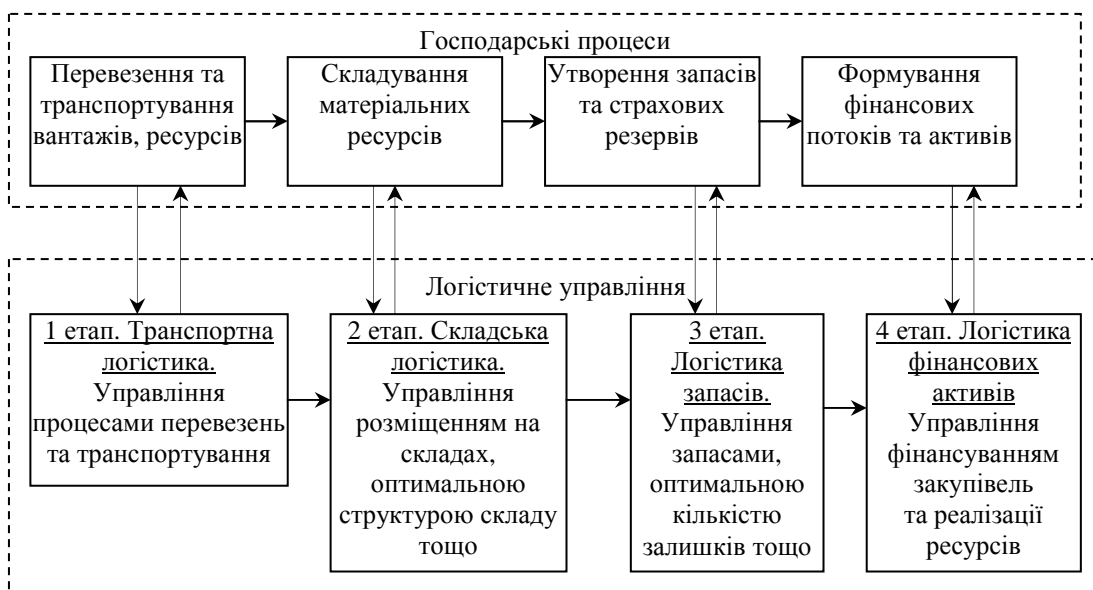 Господарські процеси
Перевезення та
транспортування
вантажів, ресурсів
Складування
матеріальних
ресурсів
Утворення запасів
та страхових
резервів
Формування
фінансових
потоків та активів
Логістичне управління
1 етап. Транспортна
логістика.
Управління
процесами перевезень
та транспортування
2 етап. Складська
логістика.
Управління
розміщенням на
складах,
оптимальною
структурою складу
тощо
3 етап.
Логістика
запасів.
Управління
запасами,
оптимальною
кількістю
залишків тощо
4 етап. Логістика
фінансових
активів
Управління
фінансуванням
закупівель
та реалізації
ресурсів